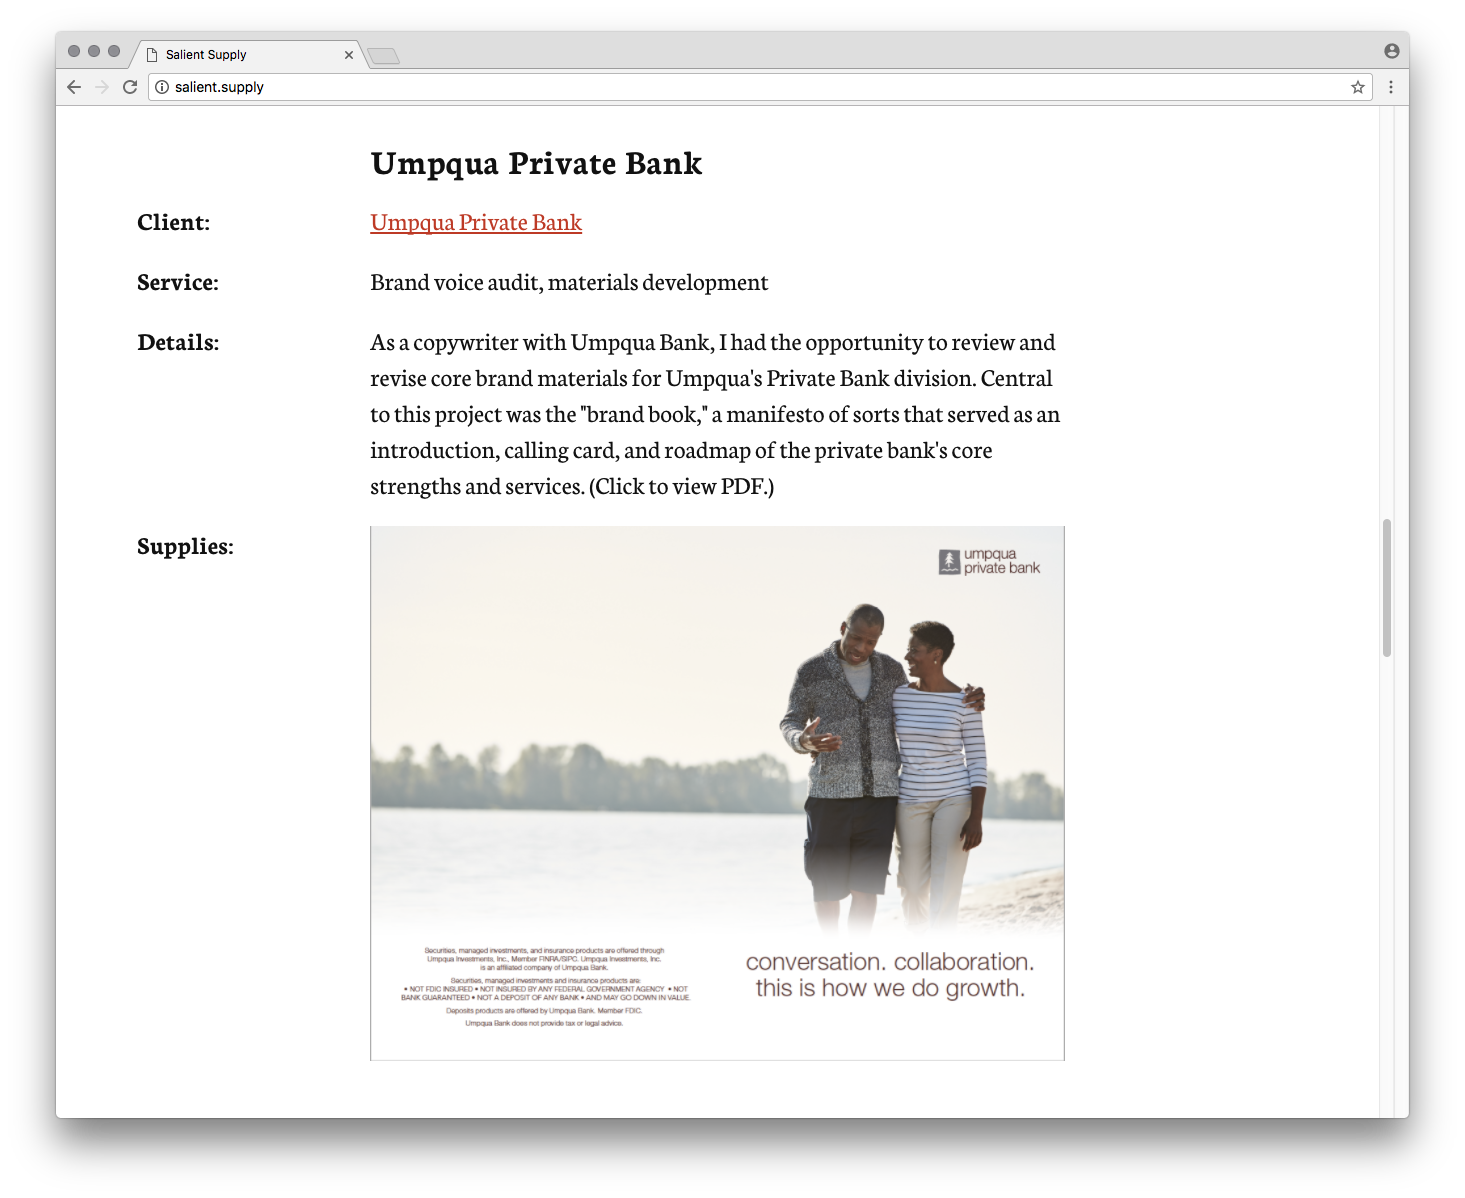 Salient Supply
salient.supply
Umpqua Private Bank
Client:
Umpqua Private Bank
Service:
Brand voice audit, materials development
Details:
As a copywriter with Umpqua Bank, I had the opportunity to review and
revise core brand materials for Umpqua's Private Bank division. Central
to this project was the "brand book," a manifesto of sorts that served as an
introduction, calling card, and roadmap of the private bank's core
strengths and services. (Click to view PDF.)
Supplies:
umpqua
private bank
Securities, managed investments, and insurance products are offered through
Umpqua Investments, Inc., Member FINRA/SIPC. Umpqua Investments, Inc.
is an affiliated company of Umpqua Bank.
Securities, managed investments and insurance products are:
• NOT FDIC INSURED • NOT INSURED BY ANY FEDERAL GOVERNMENT AGENCY • NOT
BANK GUARANTEED • NOT A DEPOSIT OF ANY BANK • AND MAY GO DOWN IN VALUE.
Deposits products are offered by Umpqua Bank. Member FDIC.
Umpqua Bank does not provide tax or legal advice.
conversation. collaboration.
this is how we do growth.